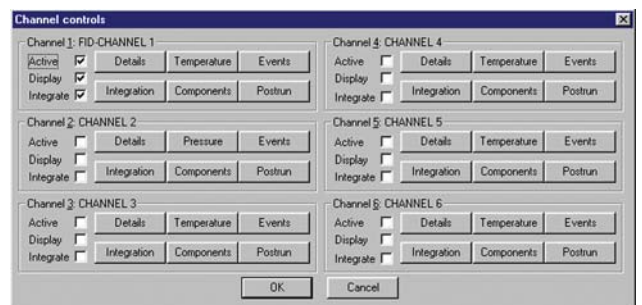 Channel controls
Channel 1: FID-CHANNEL 1
Active Details Temperature Events
Display
Integrate Integration Components Postrun
Channel 2: CHANNEL 2
Active Details Pressure Events
Display
Integrate Integration Components Postrun
Channel 3: CHANNEL 3
Active Details Temperature Events
Display
Integrate Integration Components Postrun
Channel 4: CHANNEL 4
Active Details Temperature Events
Display
Integrate Integration Components Postrun
Channel 5: CHANNEL 5
Active Details Temperature Events
Display
Integrate Integration Components Postrun
Channel 6: CHANNEL 6
Active Details Temperature Events
Display
Integrate Integration Components Postrun
OK Cancel